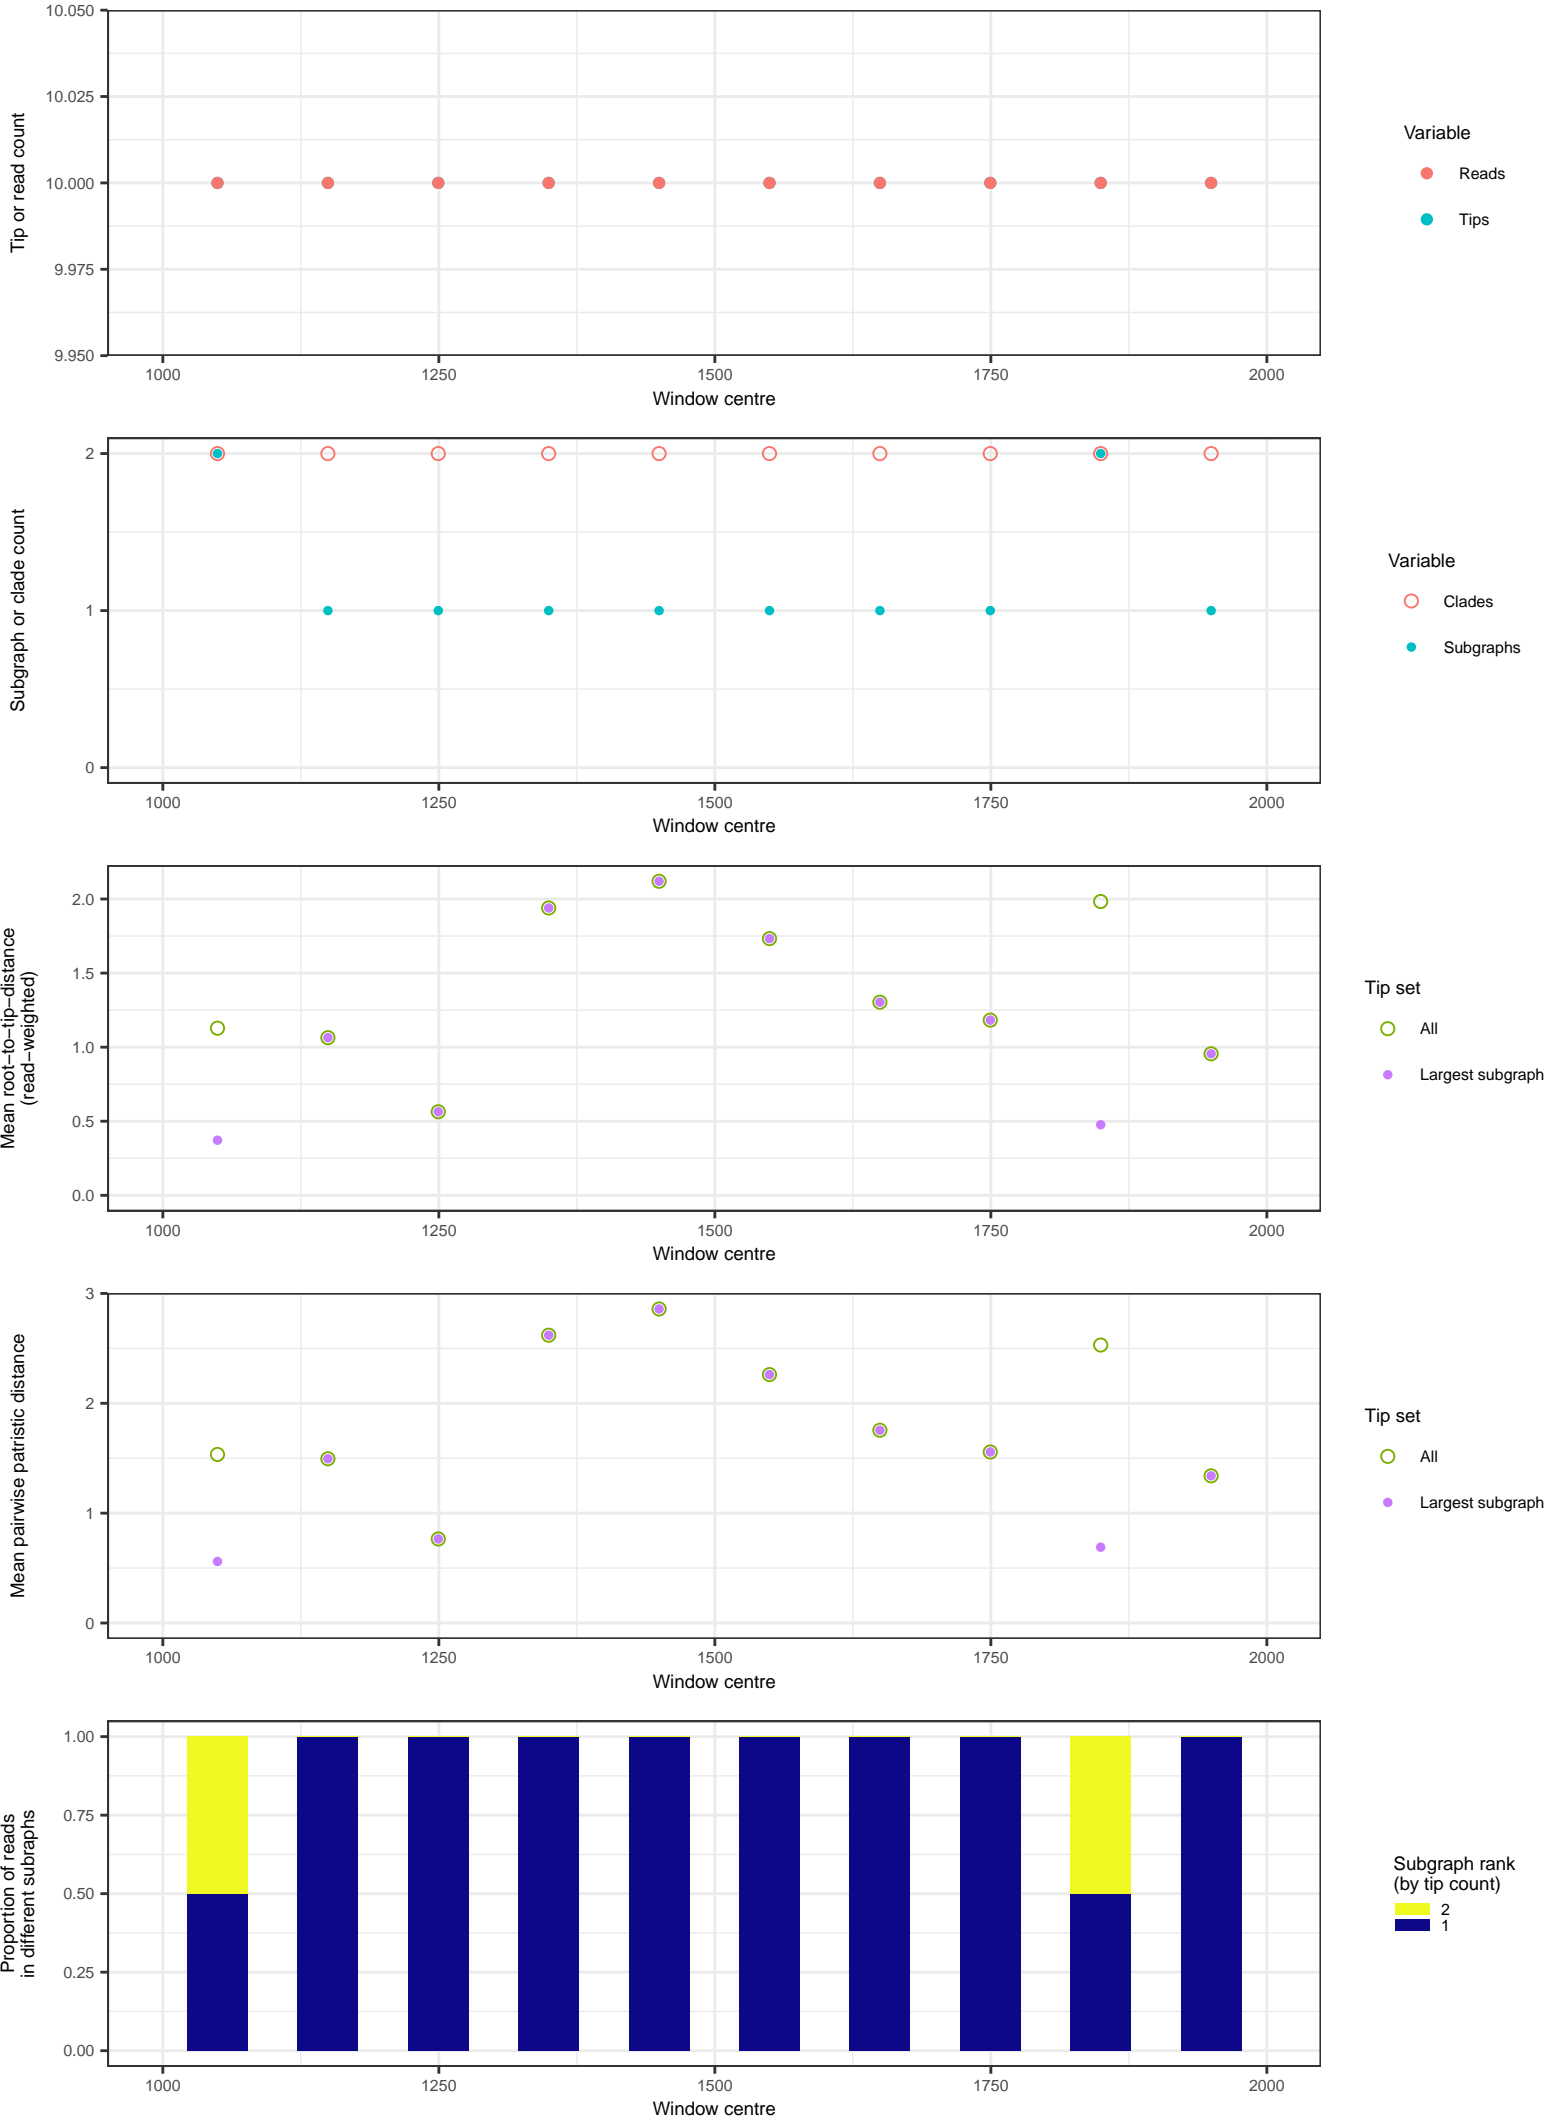 10.050
10.025
10.000
9.975
9.950
Tip or read count
1000 1250 1500 1750 2000
Window centre
Variable
Reads
Tips
2
1
0
Subgraph or clade count
1000 1250 1500 1750 2000
Window centre
Variable
Clades
Subgraphs
2.0
1.5
1.0
0.5
0.0
Mean root−to−tip−distance
(read−weighted)
1000 1250 1500 1750 2000
Window centre
Tip set
All
Largest subgraph
3
2
1
0
Mean pairwise patristic distance
1000 1250 1500 1750 2000
Window centre
Tip set
All
Largest subgraph
1.00
0.75
0.50
0.25
0.00
Proportion of reads
in different subraphs
1000 1250 1500 1750 2000
Window centre
Subgraph rank
(by tip count)
2
1